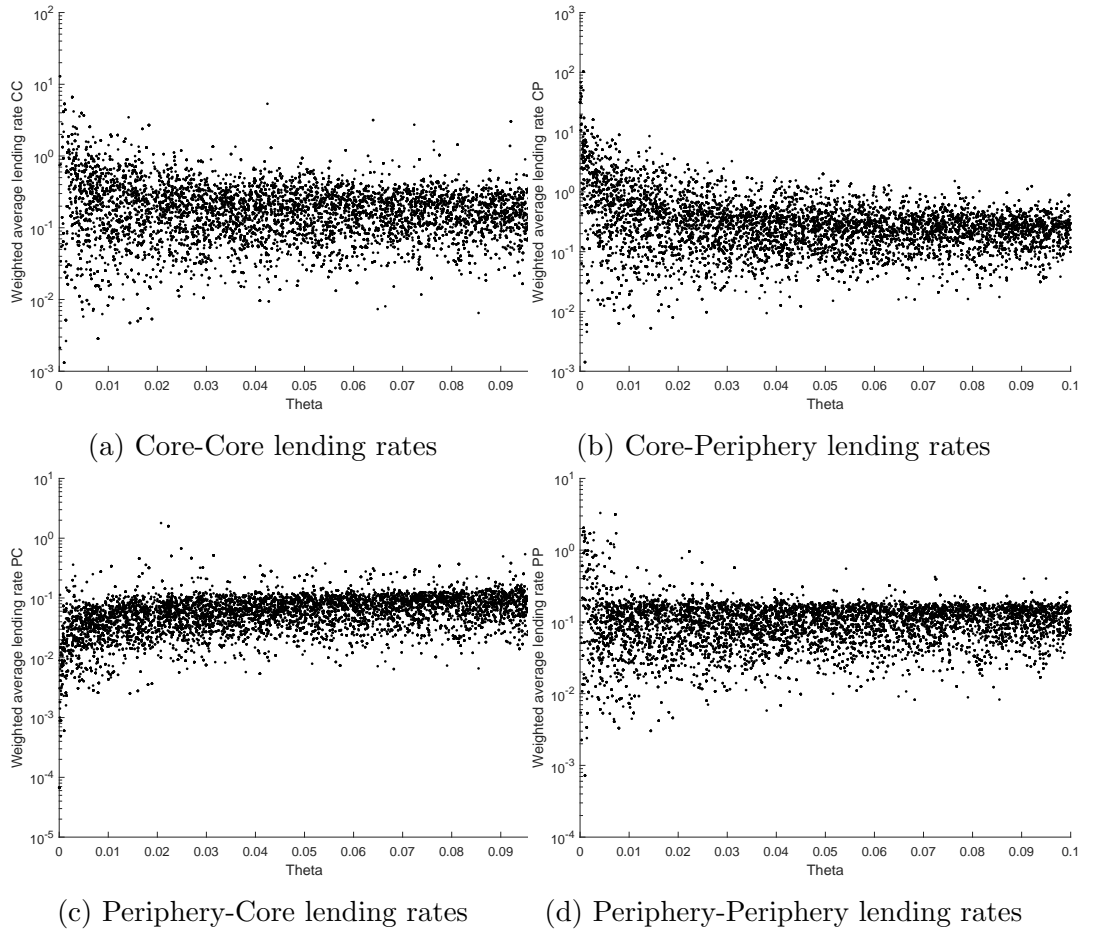 10^2
10^1
10^0
10^-1
10^-2
10^-3
Weighted average lending rate CC
0 0.01 0.02 0.03 0.04 0.05 0.06 0.07 0.08 0.09
Theta
(a) Core-Core lending rates
10^3
10^2
10^1
10^0
10^-1
10^-2
10^-3
Weighted average lending rate CP
0 0.01 0.02 0.03 0.04 0.05 0.06 0.07 0.08 0.09 0.1
Theta
(b) Core-Periphery lending rates
10^1
10^0
10^-1
10^-2
10^-3
10^-4
10^-5
Weighted average lending rate PC
0 0.01 0.02 0.03 0.04 0.05 0.06 0.07 0.08 0.09
Theta
(c) Periphery-Core lending rates
10^1
10^0
10^-1
10^-2
10^-3
10^-4
Weighted average lending rate PP
0 0.01 0.02 0.03 0.04 0.05 0.06 0.07 0.08 0.09 0.1
Theta
(d) Periphery-Periphery lending rates